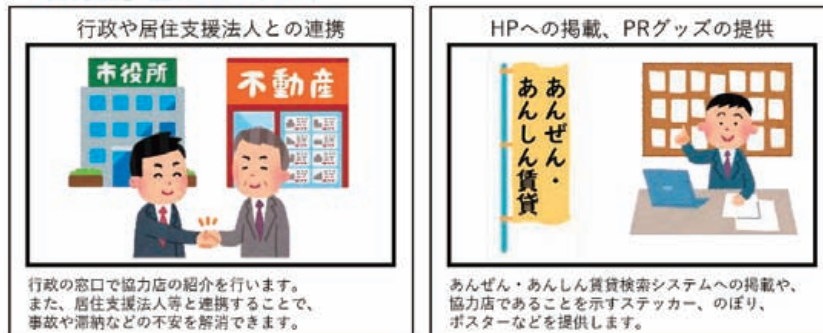 行政や居住支援法人との連携
市役所
不動産
行政の窓口で協力店の紹介を行います。
また、居住支援法人等と連携することで、
事故や滞納などの不安を解消できます。
HPへの掲載、PRグッズの提供
あんぜん・
あんしん賃貸
あんぜん・あんしん賃貸検索システムへの掲載や、
協力店であることを示すステッカー、のぼり、
ポスターなどを提供します。